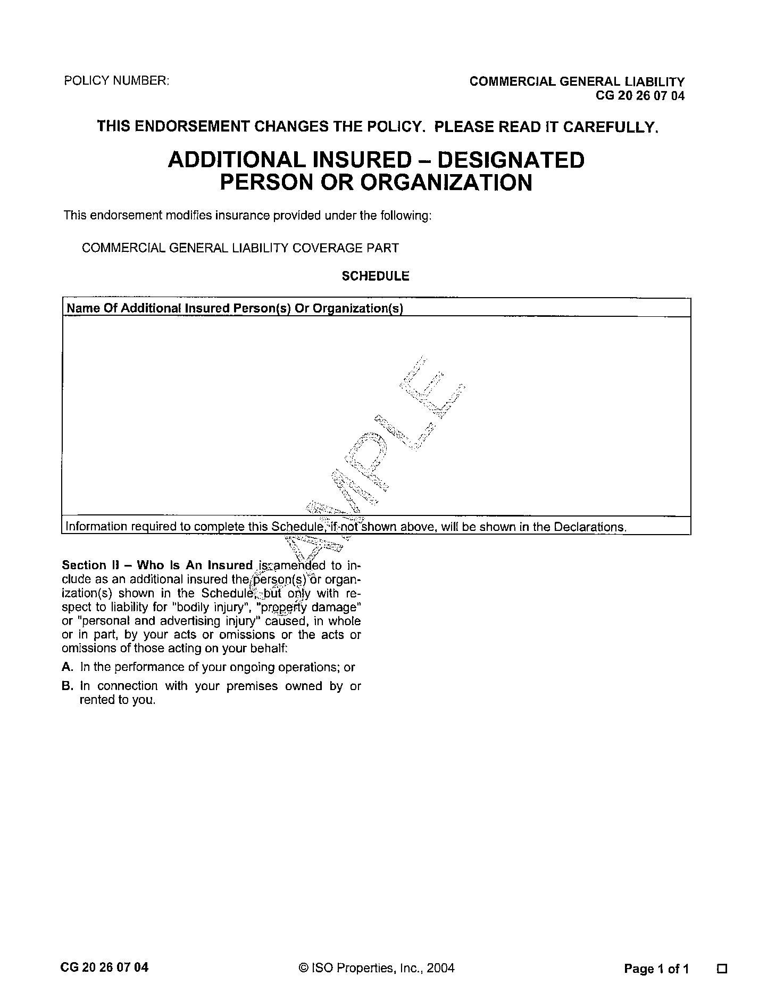 POLICY NUMBER:
COMMERCIAL GENERAL LIABILITY
CG 20 26 07 04
THIS ENDORSEMENT CHANGES THE POLICY. PLEASE READ IT CAREFULLY.
ADDITIONAL INSURED – DESIGNATED
PERSON OR ORGANIZATION
This endorsement modifies insurance provided under the following:
COMMERCIAL GENERAL LIABILITY COVERAGE PART
SCHEDULE
Name Of Additional Insured Person(s) Or Organization(s)
SAMPLE
Information required to complete this Schedule, if not shown above, will be shown in the Declarations.
Section II – Who Is An Insured is amended to in-
clude as an additional insured the person(s) or organ-
ization(s) shown in the Schedule, but only with re-
spect to liability for "bodily injury", "property damage"
or "personal and advertising injury" caused, in whole
or in part, by your acts or omissions or the acts or
omissions of those acting on your behalf:
A. In the performance of your ongoing operations; or
B. In connection with your premises owned by or
rented to you.
CG 20 26 07 04
© ISO Properties, Inc., 2004
Page 1 of 1 □